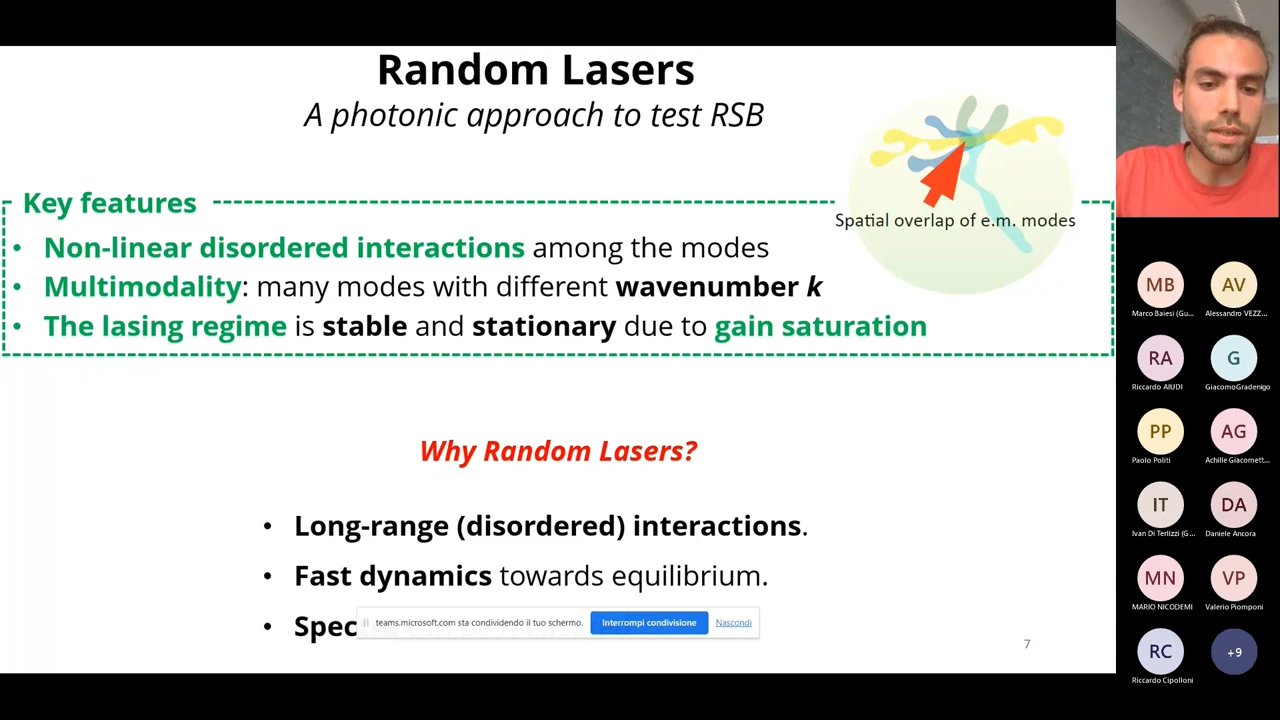 Random Lasers
A photonic approach to test RSB
Spatial overlap of e.m. modes
Key features
• Non-linear disordered interactions among the modes
• Multimodality: many modes with different wavenumber k
• The lasing regime is stable and stationary due to gain saturation
Why Random Lasers?
• Long-range (disordered) interactions.
• Fast dynamics towards equilibrium.
• Spec
teams.microsoft.com sta condividendo il tuo schermo. Interrompi condivisione Nascondi
7
MB AV
Marco Baiesi (Gu... Alessandro VEZZ...
RA G
Riccardo AIUDI GiacomoGradenigo
PP AG
Paolo Politi Achille Giacomett...
IT DA
Ivan Di Terlizzi (G... Daniele Ancora
MN VP
MARIO NICODEMI Valerio Piomponi
RC +9
Riccardo Cipolloni